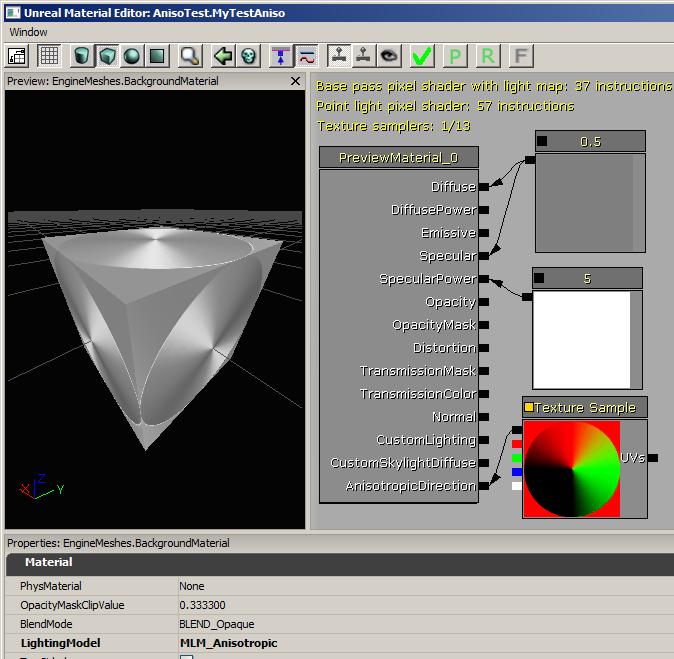 Unreal Material Editor: AnisoTest.MyTestAniso
Window
P R F
Preview: EngineMeshes.BackgroundMaterial
Base pass pixel shader with light map: 37 instructions
Point light pixel shader: 57 instructions
Texture samplers: 1/13
PreviewMaterial_0
Diffuse
DiffusePower
Emissive
Specular
SpecularPower
Opacity
OpacityMask
Distortion
TransmissionMask
TransmissionColor
Normal
CustomLighting
CustomSkylightDiffuse
AnisotropicDirection
0.5
5
Texture Sample
UVs
X Z Y
Properties: EngineMeshes.BackgroundMaterial
Material
PhysMaterial None
OpacityMaskClipValue 0.333300
BlendMode BLEND_Opaque
LightingModel MLM_Anisotropic